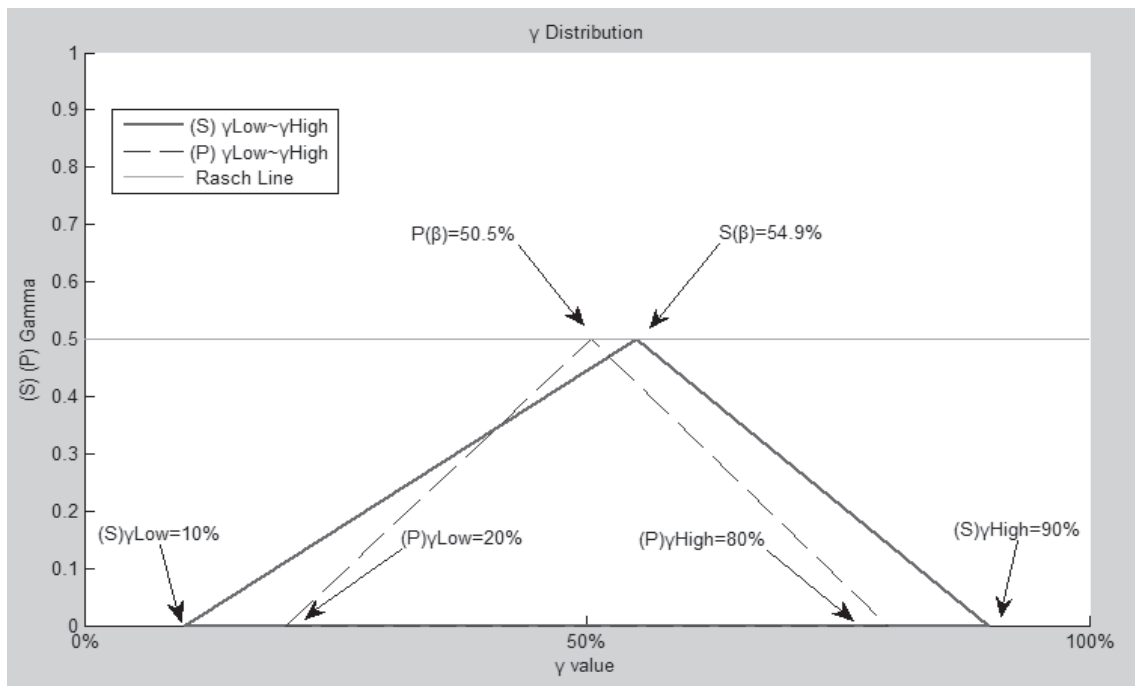 γ Distribution
1
0.9
0.8
0.7
0.6
0.5
0.4
0.3
0.2
0.1
0
(S) (P) Gamma
(S) γLow~γHigh
(P) γLow~γHigh
Rasch Line
P(β)=50.5%
S(β)=54.9%
(S)γLow=10%
(P)γLow=20%
(P)γHigh=80%
(S)γHigh=90%
0%
50%
100%
γ value